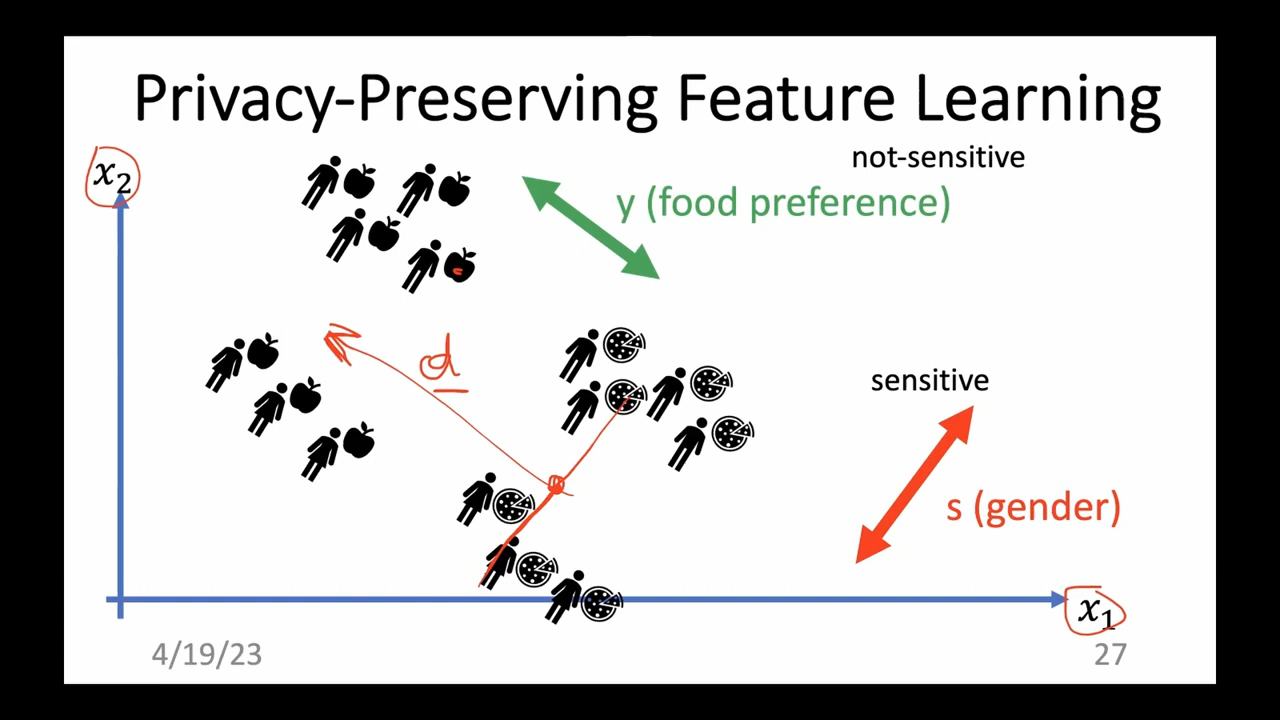 Privacy-Preserving Feature Learning
not-sensitive
x₂
y (food preference)
d
sensitive
s (gender)
x₁
4/19/23
27